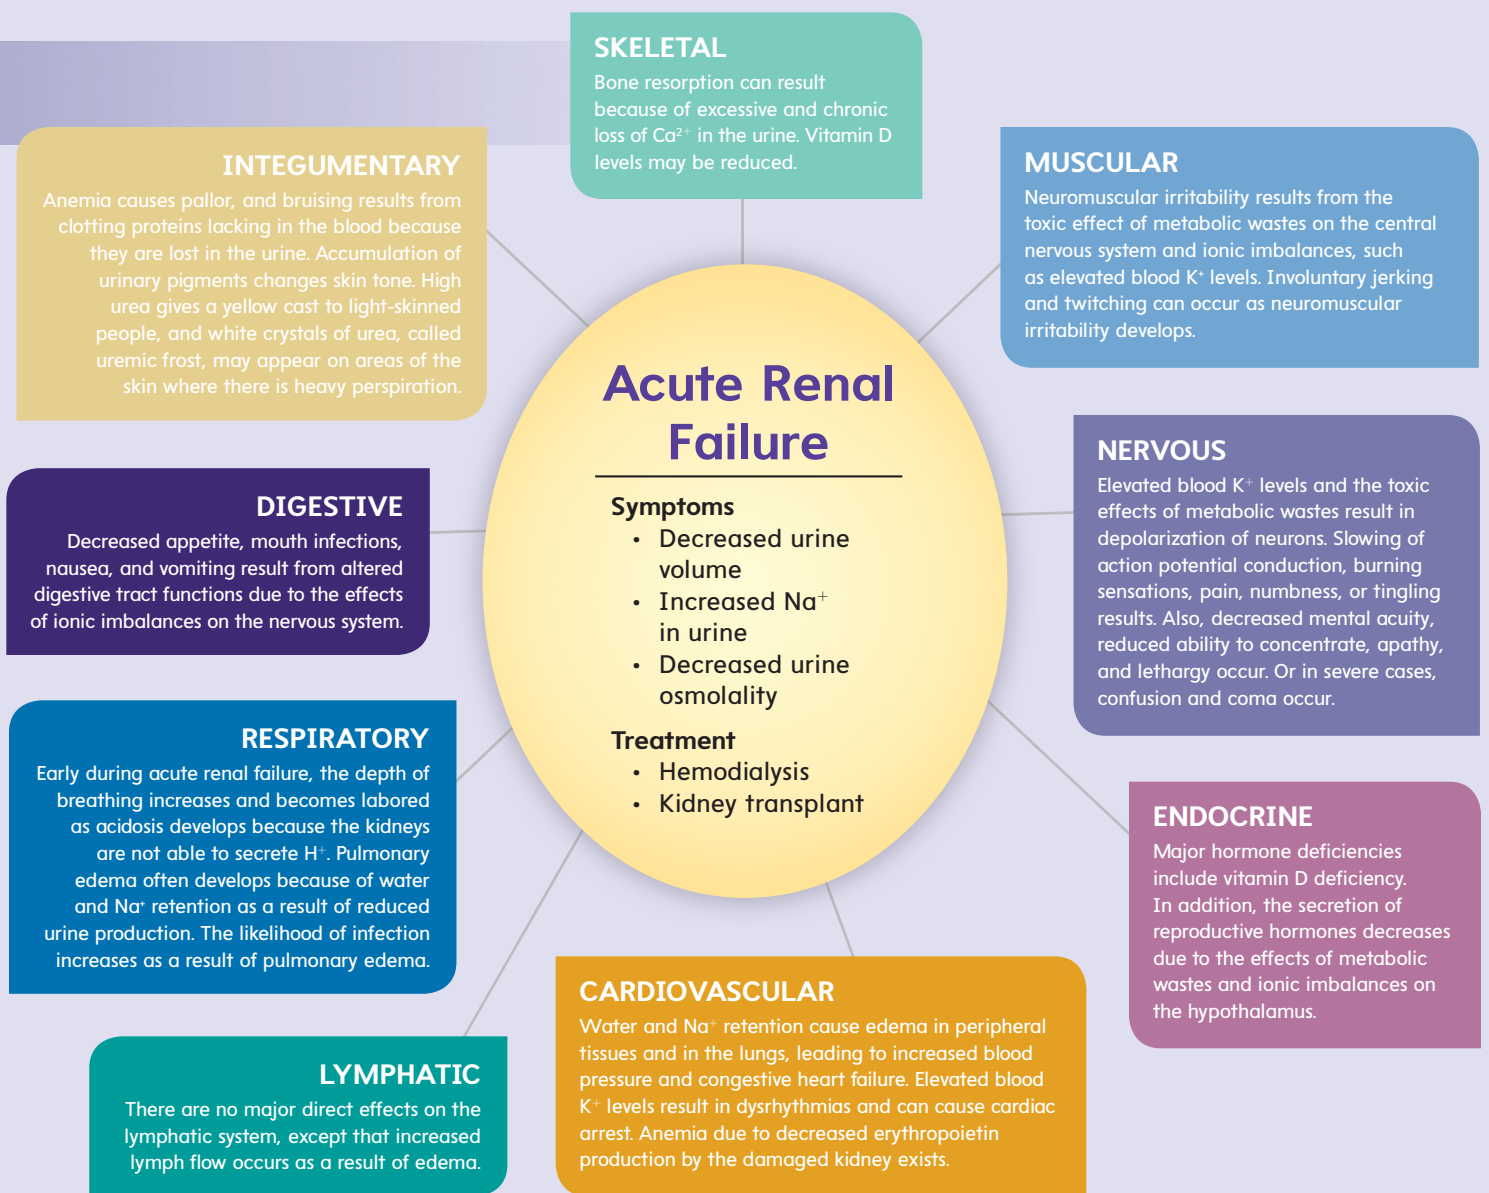 SKELETAL
Bone resorption can result
because of excessive and chronic
loss of Ca²⁺ in the urine. Vitamin D
levels may be reduced.
INTEGUMENTARY
Anemia causes pallor, and bruising results from
clotting proteins lacking in the blood because
they are lost in the urine. Accumulation of
urinary pigments changes skin tone. High
urea gives a yellow cast to light-skinned
people, and white crystals of urea, called
uremic frost, may appear on areas of the
skin where there is heavy perspiration.
MUSCULAR
Neuromuscular irritability results from the
toxic effect of metabolic wastes on the central
nervous system and ionic imbalances, such
as elevated blood K⁺ levels. Involuntary jerking
and twitching can occur as neuromuscular
irritability develops.
Acute Renal
Failure
Symptoms
• Decreased urine
volume
• Increased Na⁺
in urine
• Decreased urine
osmolality
Treatment
• Hemodialysis
• Kidney transplant
DIGESTIVE
Decreased appetite, mouth infections,
nausea, and vomiting result from altered
digestive tract functions due to the effects
of ionic imbalances on the nervous system.
NERVOUS
Elevated blood K⁺ levels and the toxic
effects of metabolic wastes result in
depolarization of neurons. Slowing of
action potential conduction, burning
sensations, pain, numbness, or tingling
results. Also, decreased mental acuity,
reduced ability to concentrate, apathy,
and lethargy occur. Or in severe cases,
confusion and coma occur.
RESPIRATORY
Early during acute renal failure, the depth of
breathing increases and becomes labored
as acidosis develops because the kidneys
are not able to secrete H⁺. Pulmonary
edema often develops because of water
and Na⁺ retention as a result of reduced
urine production. The likelihood of infection
increases as a result of pulmonary edema.
ENDOCRINE
Major hormone deficiencies
include vitamin D deficiency.
In addition, the secretion of
reproductive hormones decreases
due to the effects of metabolic
wastes and ionic imbalances on
the hypothalamus.
CARDIOVASCULAR
Water and Na⁺ retention cause edema in peripheral
tissues and in the lungs, leading to increased blood
pressure and congestive heart failure. Elevated blood
K⁺ levels result in dysrhythmias and can cause cardiac
arrest. Anemia due to decreased erythropoietin
production by the damaged kidney exists.
LYMPHATIC
There are no major direct effects on the
lymphatic system, except that increased
lymph flow occurs as a result of edema.